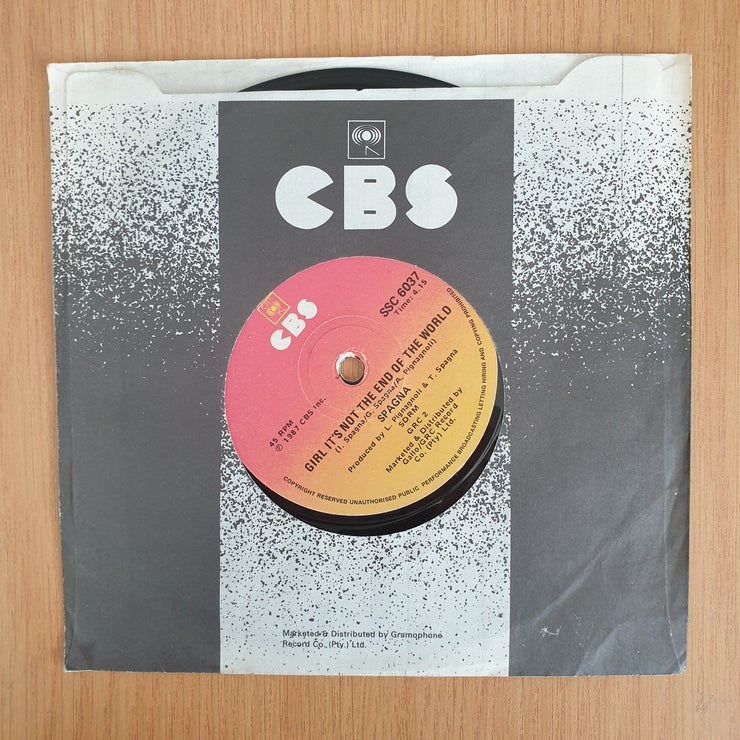 CBS
CBS
SSC 6037
Time: 4.15
45 RPM
℗ 1987 CBS Inc.
GIRL IT'S NOT THE END OF THE WORLD
(I. Spagna/G. Spagna/A. Pignagnoli)
SPAGNA
Produced by L. Pignagnoli & T. Spagna
SDRM
GRC 2
Marketed & Distributed by
Gallo/GRC Record
Co. (Pty) Ltd.
COPYRIGHT RESERVED UNAUTHORISED PUBLIC PERFORMANCE BROADCASTING LETTING HIRING AND COPYING PROHIBITED
Marketed & Distributed by Gramophone
Record Co. (Pty.) Ltd.